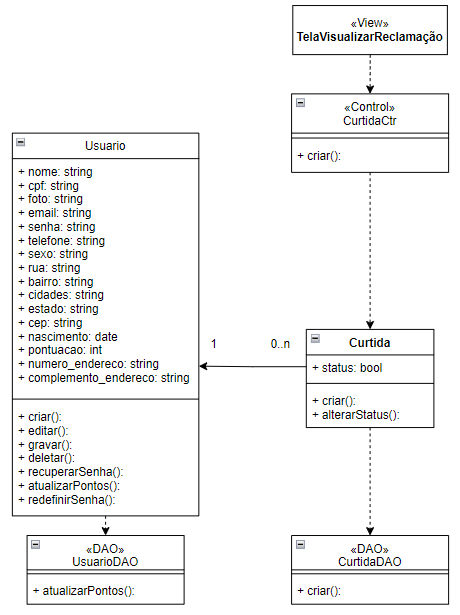 «View»
TelaVisualizarReclamação
«Control»
CurtidaCtr
+ criar():
Usuario
+ nome: string
+ cpf: string
+ foto: string
+ email: string
+ senha: string
+ telefone: string
+ sexo: string
+ rua: string
+ bairro: string
+ cidades: string
+ estado: string
+ cep: string
+ nascimento: date
+ pontuacao: int
+ numero_endereco: string
+ complemento_endereco: string
+ criar():
+ editar():
+ gravar():
+ deletar():
+ recuperarSenha():
+ atualizarPontos():
+ redefinirSenha():
1
0..n
Curtida
+ status: bool
+ criar():
+ alterarStatus():
«DAO»
UsuarioDAO
+ atualizarPontos():
«DAO»
CurtidaDAO
+ criar():